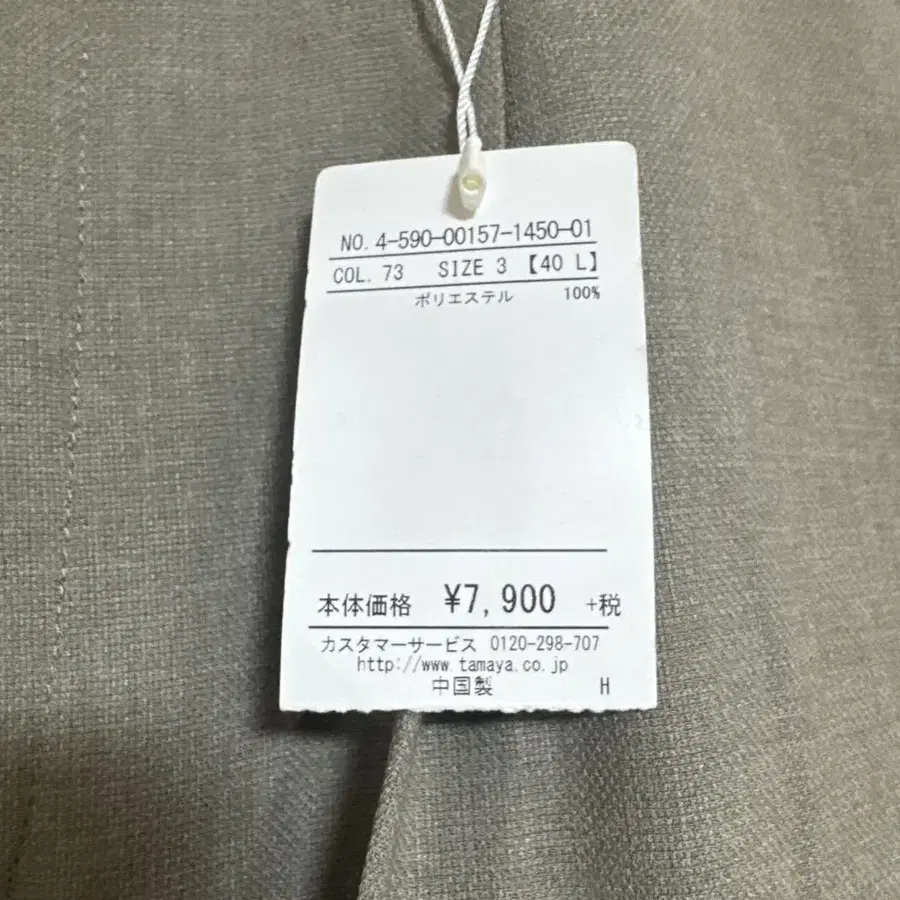 NO. 4-590-00157-1450-01
COL. 73 SIZE 3 【40 L】
ポリエステル 100%
本体価格 ¥7,900 +税
カスタマーサービス 0120-298-707
http://www.tamaya.co.jp
中国製 H